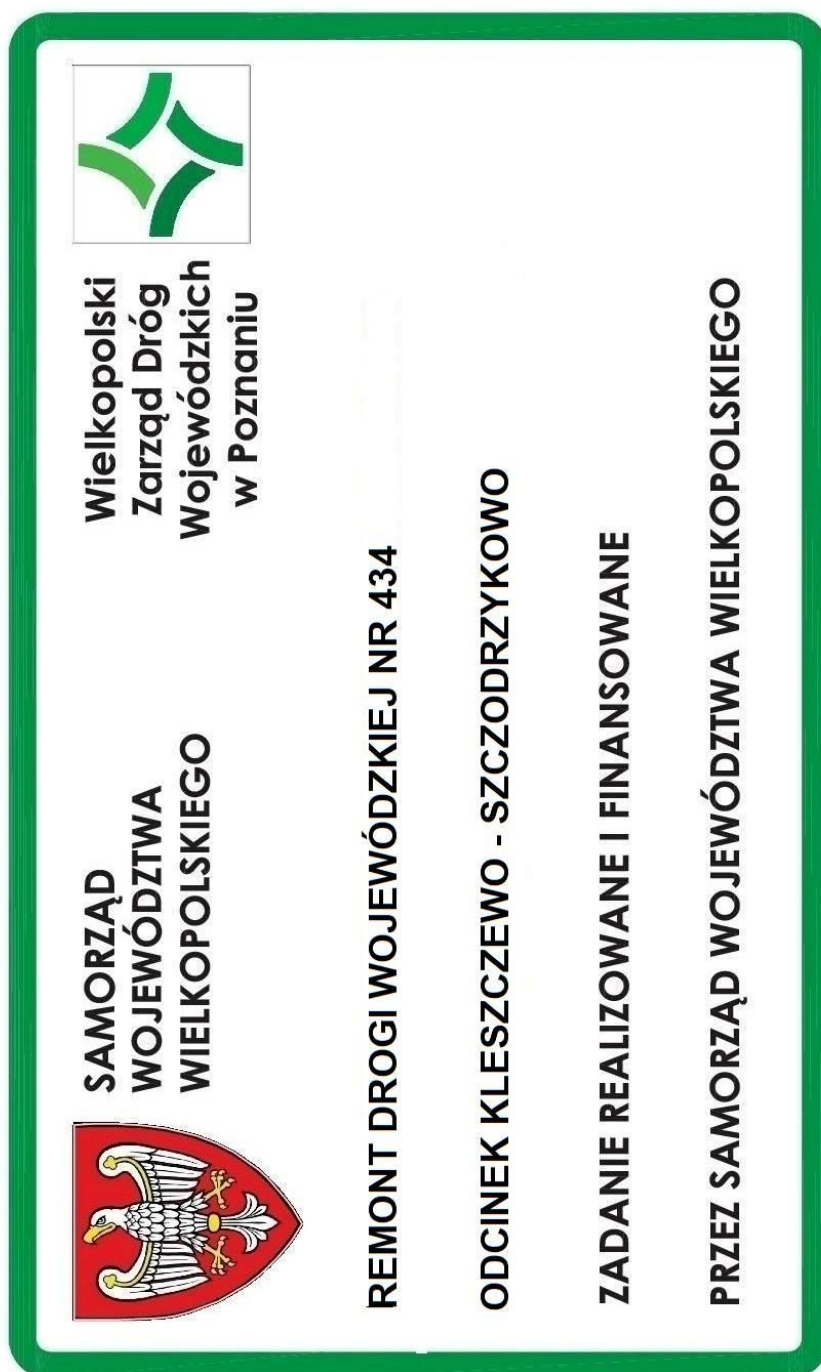 SAMORZĄD
WOJEWÓDZTWA
WIELKOPOLSKIEGO
Wielkopolski
Zarząd Dróg
Wojewódzkich
w Poznaniu
REMONT DROGI WOJEWÓDZKIEJ NR 434
ODCINEK KLESZCZEWO - SZCZODRZYKOWO
ZADANIE REALIZOWANE I FINANSOWANE
PRZEZ SAMORZĄD WOJEWÓDZTWA WIELKOPOLSKIEGO